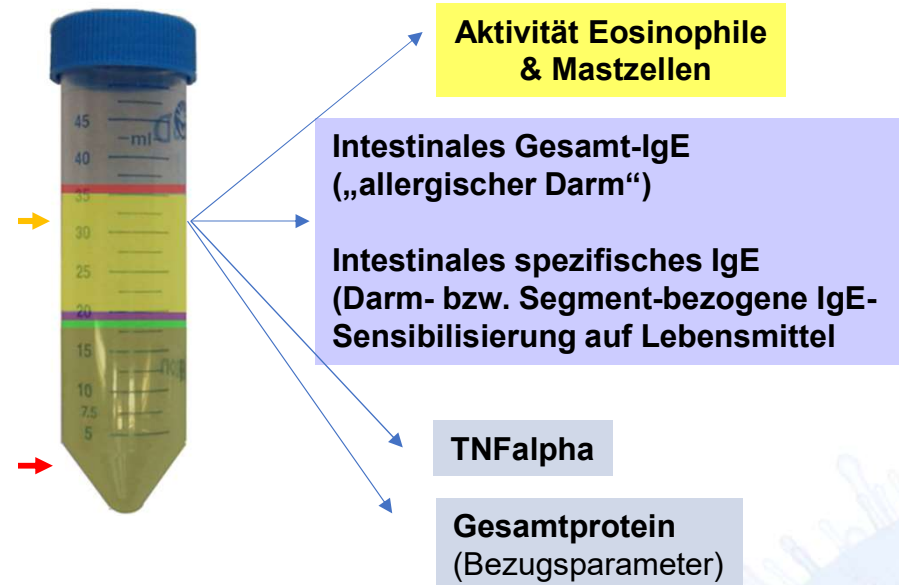 Aktivität Eosinophile
& Mastzellen
45
ml
40
Intestinales Gesamt-IgE
(„allergischer Darm“)
35
30
25
Intestinales spezifisches IgE
(Darm- bzw. Segment-bezogene IgE-
Sensibilisierung auf Lebensmittel
20
15
10
7.5
5
TNFalpha
Gesamtprotein
(Bezugsparameter)